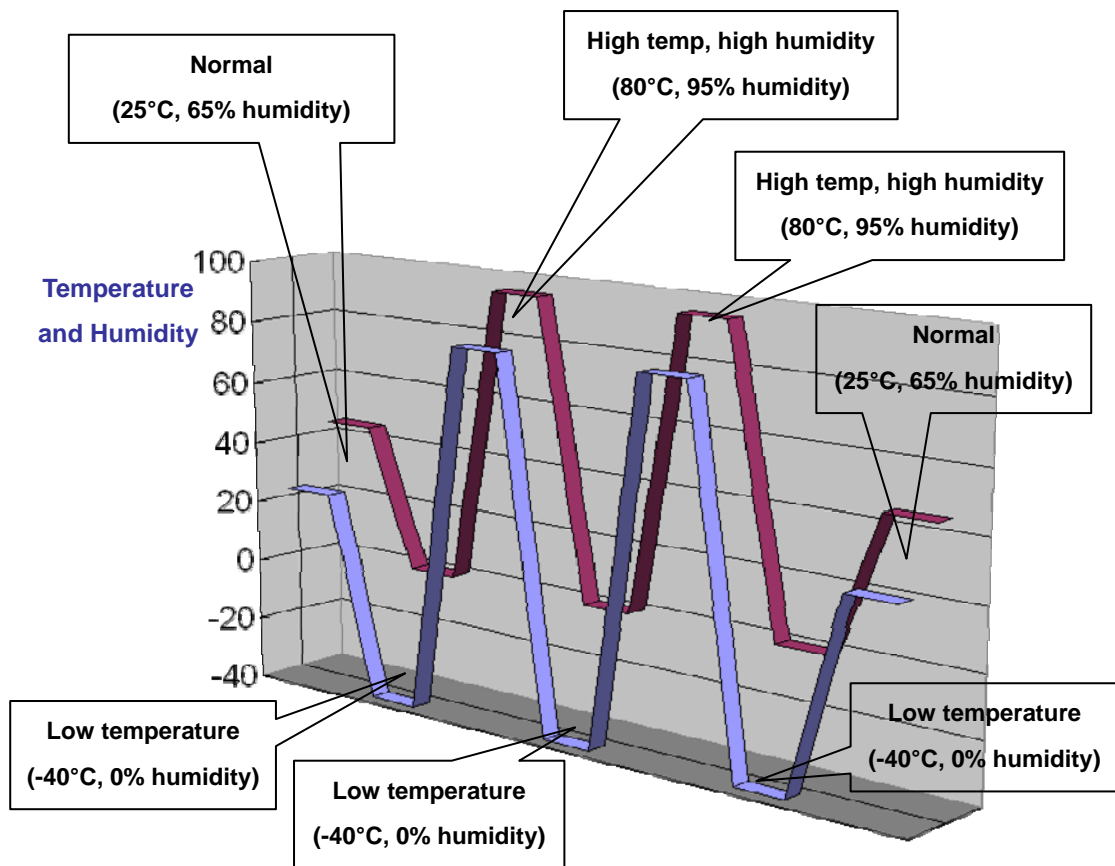 Normal
(25°C, 65% humidity)
High temp, high humidity
(80°C, 95% humidity)
High temp, high humidity
(80°C, 95% humidity)
Temperature
and Humidity
100
80
60
40
20
0
-20
-40
Normal
(25°C, 65% humidity)
Low temperature
(-40°C, 0% humidity)
Low temperature
(-40°C, 0% humidity)
Low temperature
(-40°C, 0% humidity)